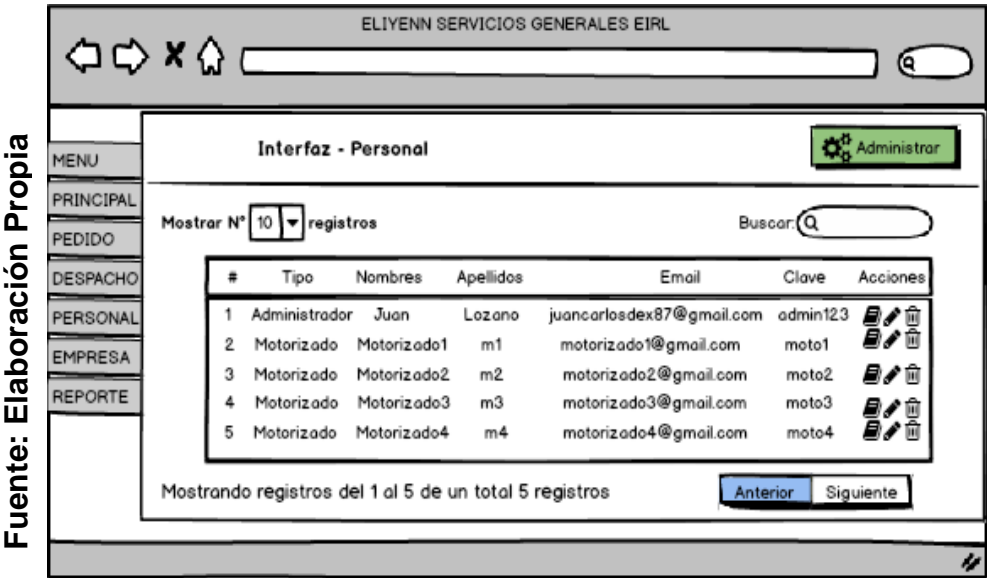 ELIYENN SERVICIOS GENERALES EIRL
Interfaz - Personal
Administrar
MENU
PRINCIPAL
PEDIDO
DESPACHO
PERSONAL
EMPRESA
REPORTE
Mostrar N° 10 registros
Buscar:
# Tipo Nombres Apellidos Email Clave Acciones
1 Administrador Juan Lozano juancarlosdex87@gmail.com admin123
2 Motorizado Motorizado1 m1 motorizado1@gmail.com moto1
3 Motorizado Motorizado2 m2 motorizado2@gmail.com moto2
4 Motorizado Motorizado3 m3 motorizado3@gmail.com moto3
5 Motorizado Motorizado4 m4 motorizado4@gmail.com moto4
Mostrando registros del 1 al 5 de un total 5 registros
Anterior Siguiente
Fuente: Elaboración Propia